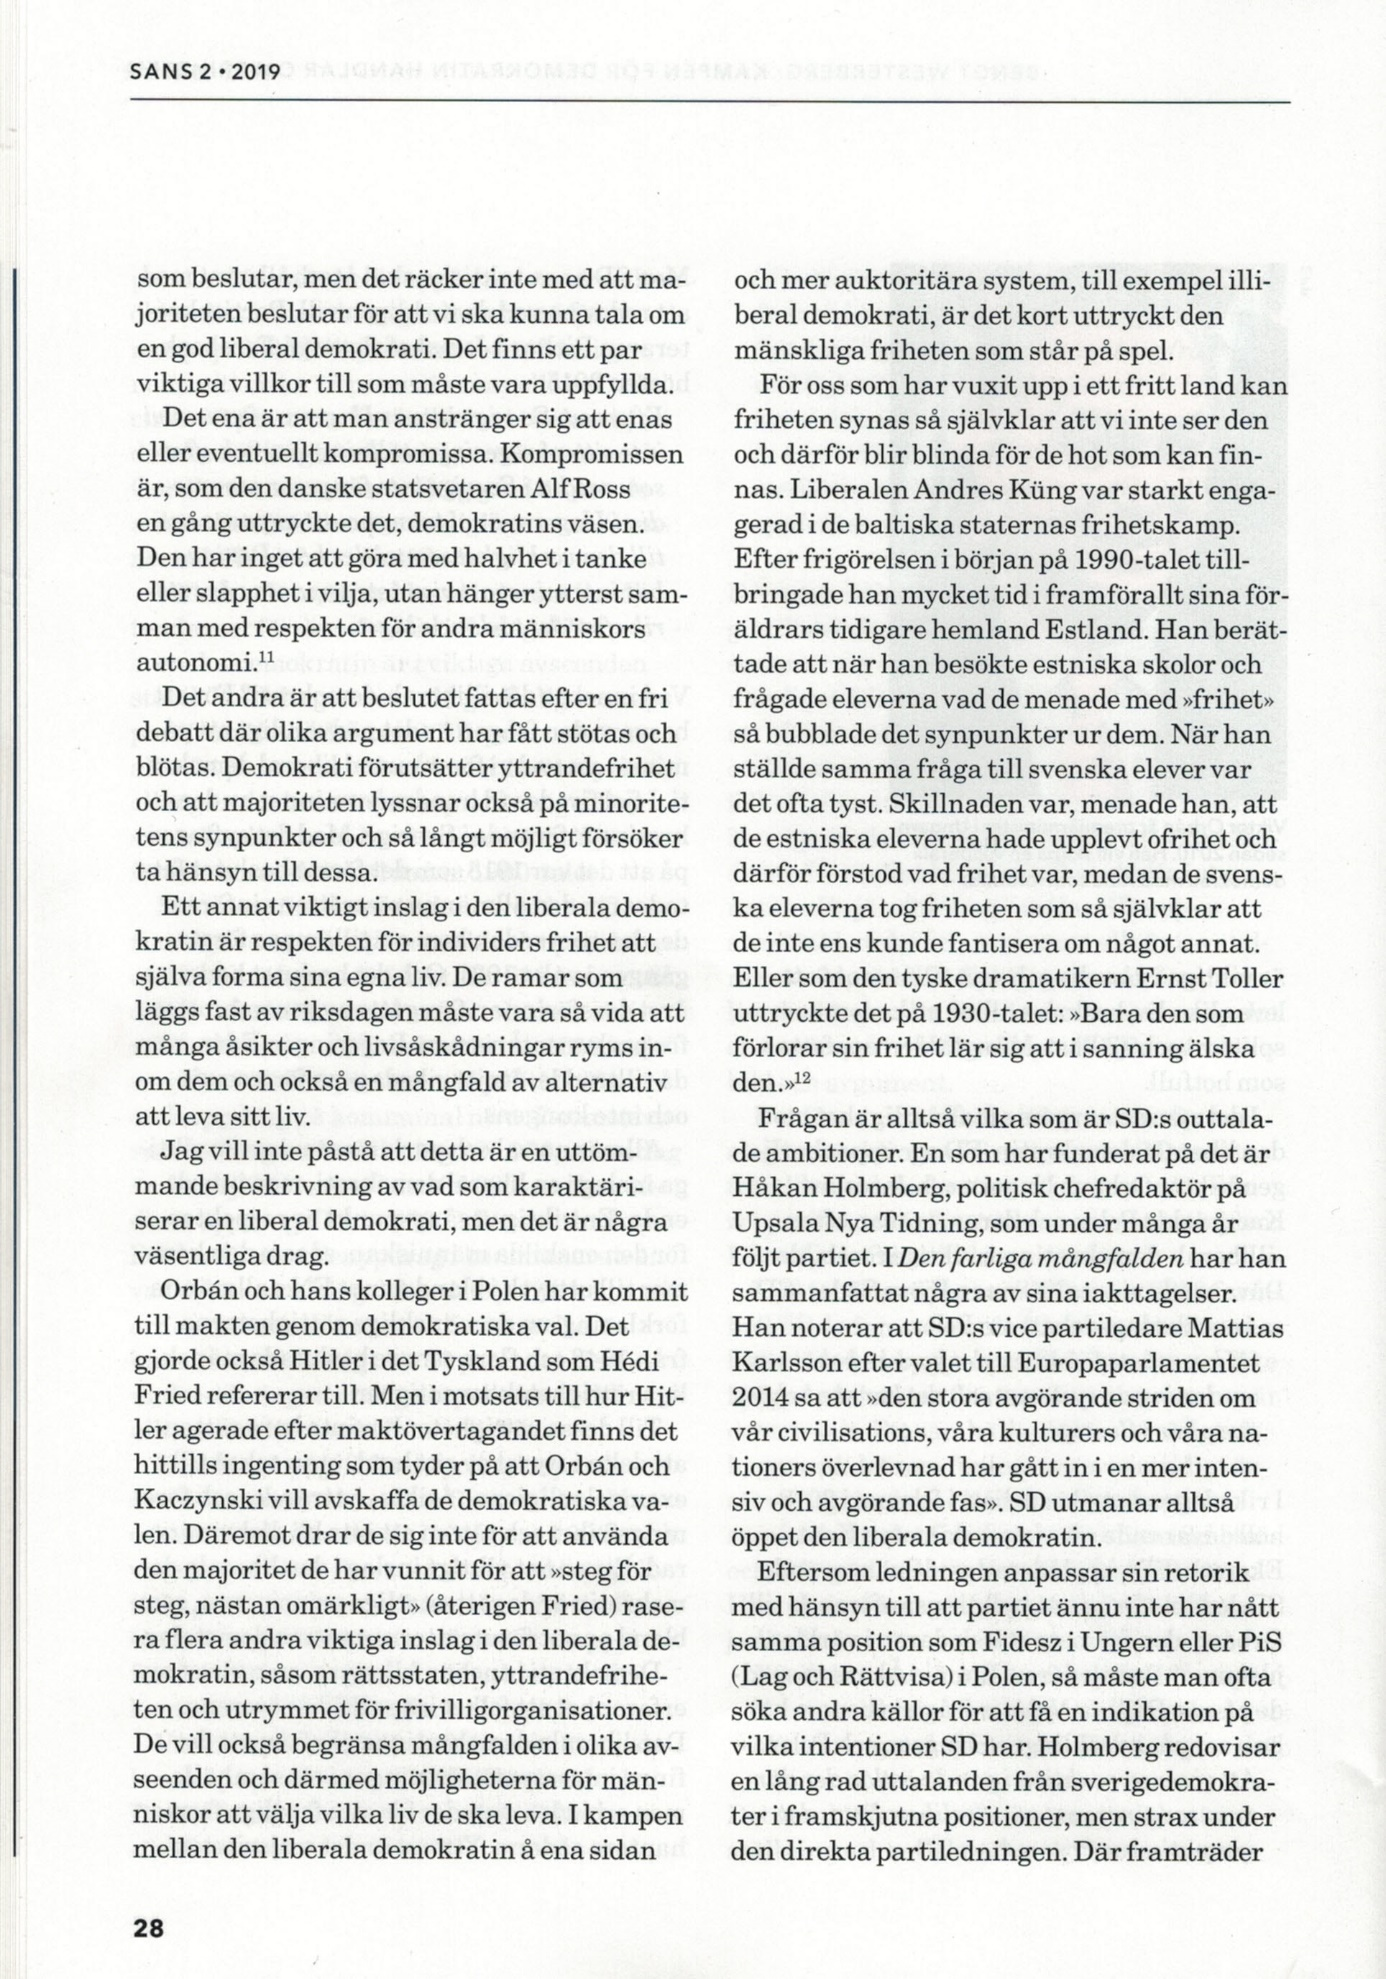 SANS 2 • 2019
som beslutar, men det räcker inte med att ma-
joriteten beslutar för att vi ska kunna tala om
en god liberal demokrati. Det finns ett par
viktiga villkor till som måste vara uppfyllda.
Det ena är att man anstränger sig att enas
eller eventuellt kompromissa. Kompromissen
är, som den danske statsvetaren Alf Ross
en gång uttryckte det, demokratins väsen.
Den har inget att göra med halvhet i tanke
eller slapphet i vilja, utan hänger ytterst sam-
man med respekten för andra människors
autonomi.¹¹
Det andra är att beslutet fattas efter en fri
debatt där olika argument har fått stötas och
blötas. Demokrati förutsätter yttrandefrihet
och att majoriteten lyssnar också på minorite-
tens synpunkter och så långt möjligt försöker
ta hänsyn till dessa.
Ett annat viktigt inslag i den liberala demo-
kratin är respekten för individers frihet att
själva forma sina egna liv. De ramar som
läggs fast av riksdagen måste vara så vida att
många åsikter och livsåskådningar ryms in-
om dem och också en mångfald av alternativ
att leva sitt liv.
Jag vill inte påstå att detta är en uttöm-
mande beskrivning av vad som karaktäri-
serar en liberal demokrati, men det är några
väsentliga drag.
Orbán och hans kolleger i Polen har kommit
till makten genom demokratiska val. Det
gjorde också Hitler i det Tyskland som Hédi
Fried refererar till. Men i motsats till hur Hit-
ler agerade efter maktövertagandet finns det
hittills ingenting som tyder på att Orbán och
Kaczynski vill avskaffa de demokratiska va-
len. Däremot drar de sig inte för att använda
den majoritet de har vunnit för att »steg för
steg, nästan omärkligt» (återigen Fried) rase-
ra flera andra viktiga inslag i den liberala de-
mokratin, såsom rättsstaten, yttrandefrihe-
ten och utrymmet för frivilligorganisationer.
De vill också begränsa mångfalden i olika av-
seenden och därmed möjligheterna för män-
niskor att välja vilka liv de ska leva. I kampen
mellan den liberala demokratin å ena sidan
och mer auktoritära system, till exempel illi-
beral demokrati, är det kort uttryckt den
mänskliga friheten som står på spel.
För oss som har vuxit upp i ett fritt land kan
friheten synas så självklar att vi inte ser den
och därför blir blinda för de hot som kan fin-
nas. Liberalen Andres Küng var starkt enga-
gerad i de baltiska staternas frihetskamp.
Efter frigörelsen i början på 1990-talet till-
bringade han mycket tid i framförallt sina för-
äldrars tidigare hemland Estland. Han berät-
tade att när han besökte estniska skolor och
frågade eleverna vad de menade med »frihet»
så bubblade det synpunkter ur dem. När han
ställde samma fråga till svenska elever var
det ofta tyst. Skillnaden var, menade han, att
de estniska eleverna hade upplevt ofrihet och
därför förstod vad frihet var, medan de svens-
ka eleverna tog friheten som så självklar att
de inte ens kunde fantisera om något annat.
Eller som den tyske dramatikern Ernst Toller
uttryckte det på 1930-talet: »Bara den som
förlorar sin frihet lär sig att i sanning älska
den.»¹²
Frågan är alltså vilka som är SD:s outtala-
de ambitioner. En som har funderat på det är
Håkan Holmberg, politisk chefredaktör på
Upsala Nya Tidning, som under många år
följt partiet. I Den farliga mångfalden har han
sammanfattat några av sina iakttagelser.
Han noterar att SD:s vice partiledare Mattias
Karlsson efter valet till Europaparlamentet
2014 sa att »den stora avgörande striden om
vår civilisations, våra kulturers och våra na-
tioners överlevnad har gått in i en mer inten-
siv och avgörande fas». SD utmanar alltså
öppet den liberala demokratin.
Eftersom ledningen anpassar sin retorik
med hänsyn till att partiet ännu inte har nått
samma position som Fidesz i Ungern eller PiS
(Lag och Rättvisa) i Polen, så måste man ofta
söka andra källor för att få en indikation på
vilka intentioner SD har. Holmberg redovisar
en lång rad uttalanden från sverigedemokra-
ter i framskjutna positioner, men strax under
den direkta partiledningen. Där framträder
28